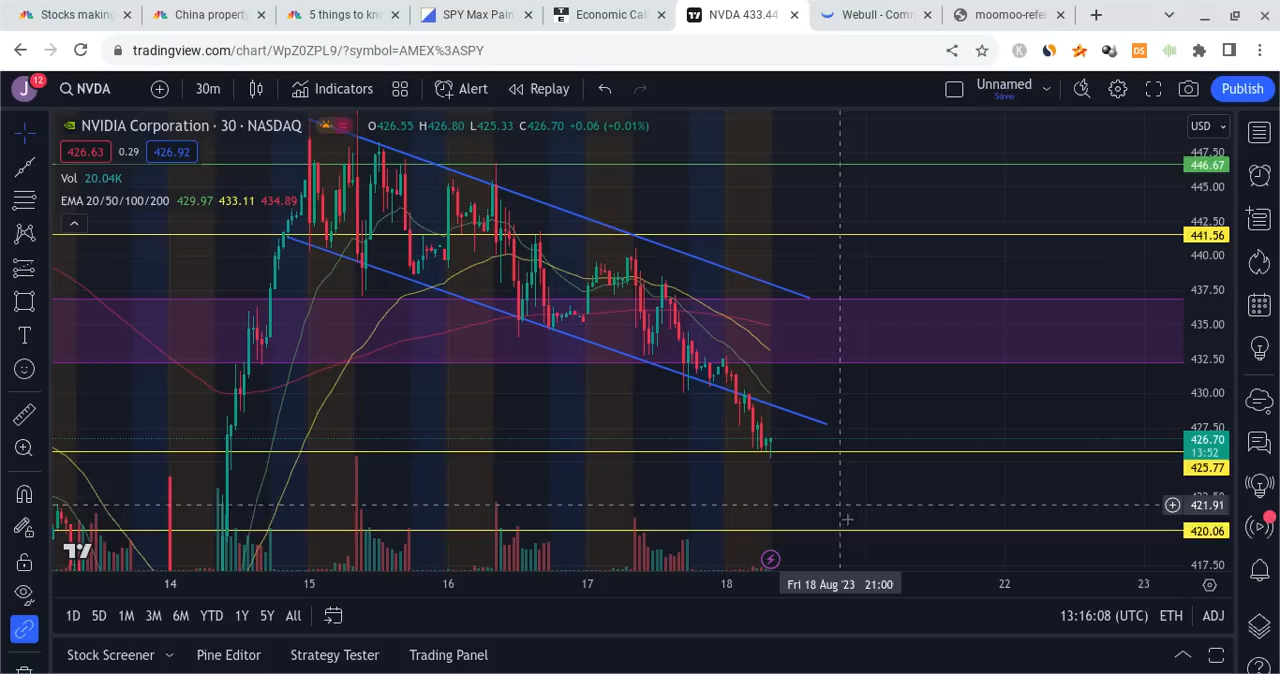 Stocks making
China property
5 things to kn
SPY Max Pain
Economic Cal
NVDA 433.44
Webull - Com
moomoo-refe
tradingview.com/chart/WpZ0ZPL9/?symbol=AMEX%3ASPY
K
DS
J
12
NVDA
30m
Indicators
Alert
Replay
Unnamed
Save
Publish
NVIDIA Corporation · 30 · NASDAQ
O426.55 H426.80 L425.33 C426.70 +0.06 (+0.01%)
USD
426.63
0.29
426.92
Vol 20.04K
EMA 20/50/100/200 429.97 433.11 434.89
447.50
446.67
445.00
442.50
441.56
440.00
437.50
435.00
432.50
430.00
427.50
426.70
13:52
425.77
421.91
420.06
417.50
14
15
16
17
18
Fri 18 Aug '23 21:00
22
23
1D
5D
1M
3M
6M
YTD
1Y
5Y
All
13:16:08 (UTC)
ETH
ADJ
Stock Screener
Pine Editor
Strategy Tester
Trading Panel